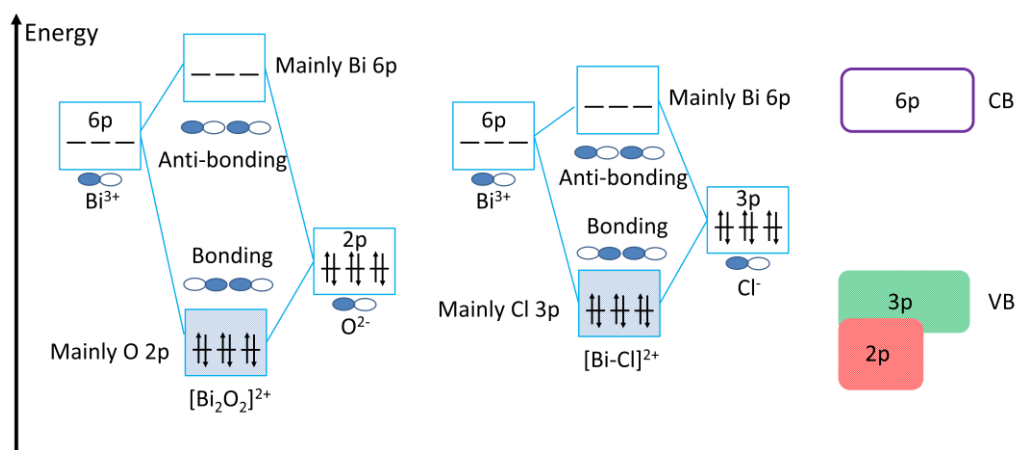 Energy
Mainly Bi 6p
6p
Bi³⁺
Anti-bonding
Bonding
2p
O²⁻
Mainly O 2p
[Bi₂O₂]²⁺
Mainly Bi 6p
6p
Bi³⁺
Anti-bonding
Bonding
3p
Cl⁻
Mainly Cl 3p
[Bi-Cl]²⁺
6p
CB
3p
VB
2p